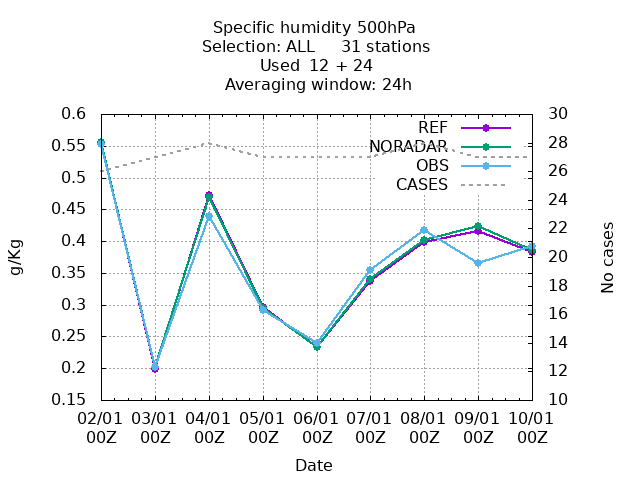 Specific humidity 500hPa
Selection: ALL     31 stations
Used  12 + 24
Averaging window: 24h
0.6
0.55
0.5
0.45
0.4
0.35
0.3
0.25
0.2
0.15
g/Kg
REF
NORADAR
OBS
CASES
30
28
26
24
22
20
18
16
14
12
10
No cases
02/01 03/01 04/01 05/01 06/01 07/01 08/01 09/01 10/01
00Z 00Z 00Z 00Z 00Z 00Z 00Z 00Z 00Z
Date